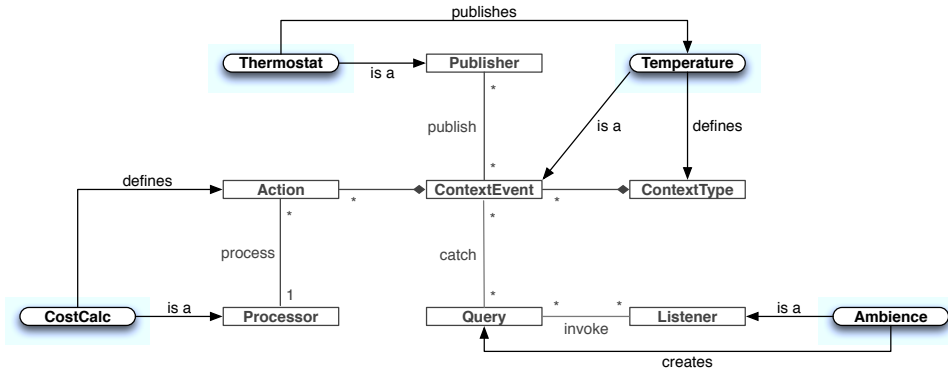 publishes
Thermostat
is a
Publisher
Temperature
*
publish
is a
defines
*
defines
Action
*
ContextEvent
*
ContextType
*
*
process
catch
1
*
*
*
CostCalc
is a
Processor
Query
invoke
Listener
is a
Ambience
creates